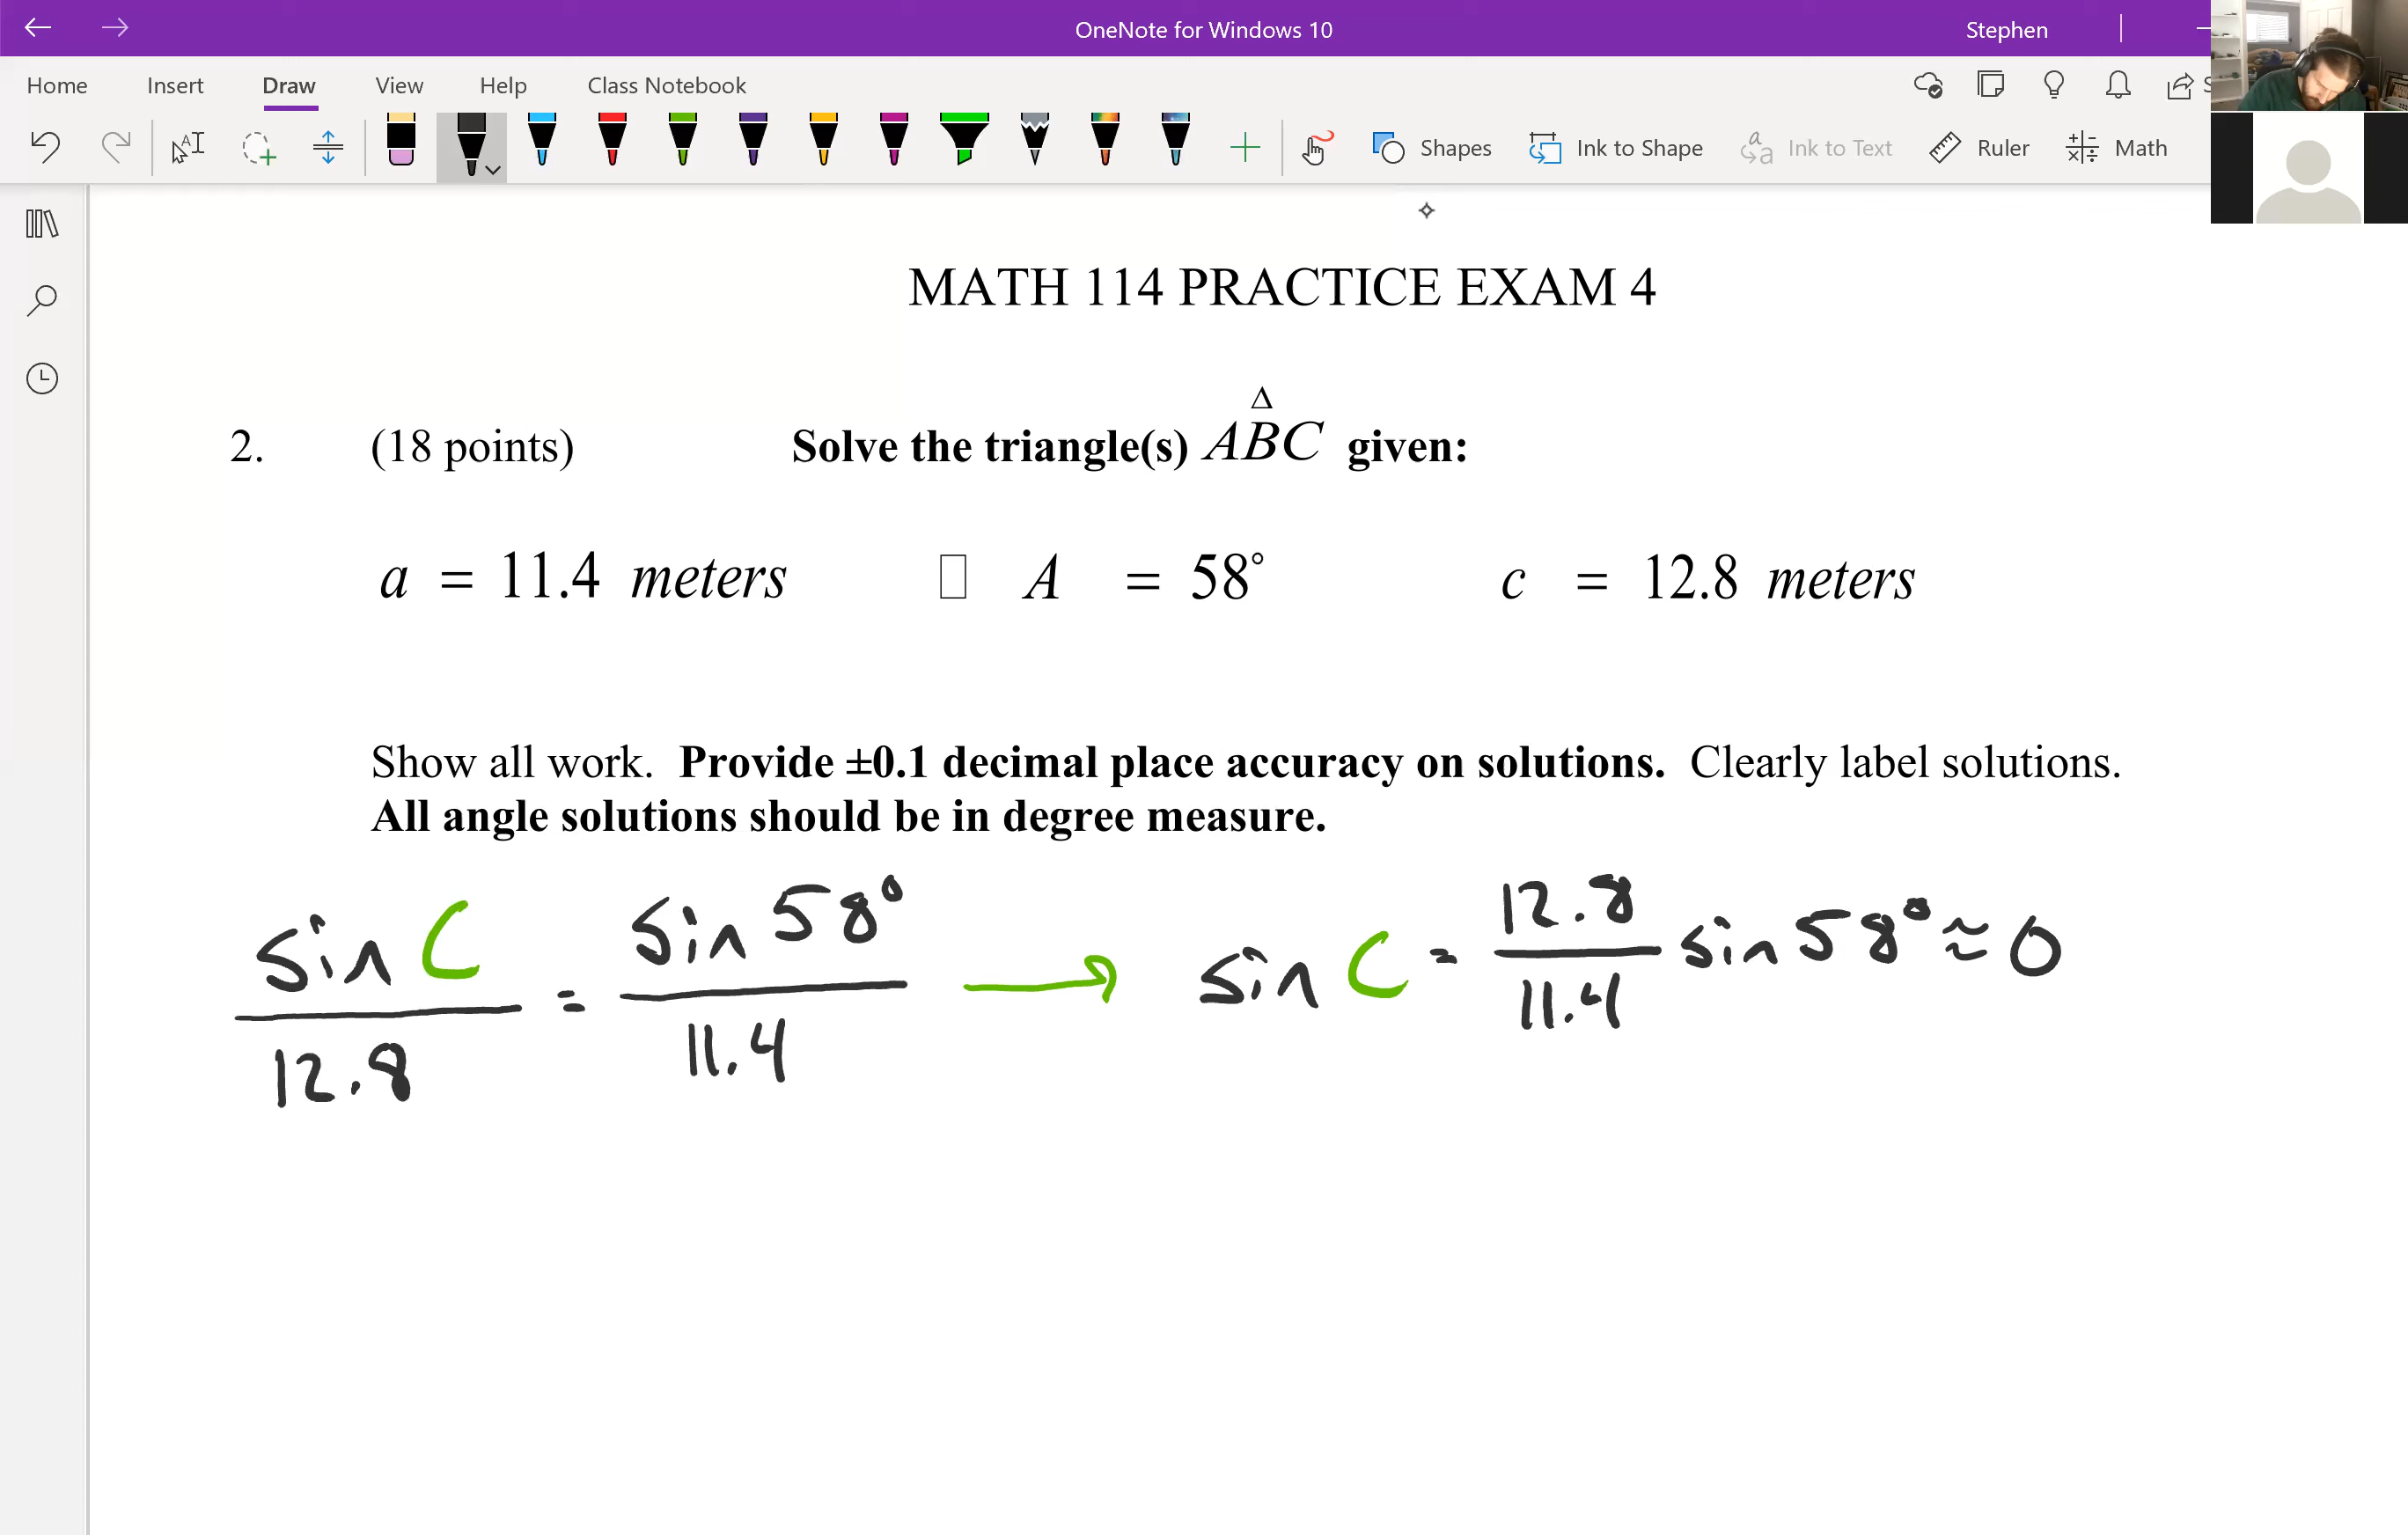 OneNote for Windows 10 Stephen
Home Insert Draw View Help Class Notebook
Shapes Ink to Shape Ink to Text Ruler Math
MATH 114 PRACTICE EXAM 4
2. (18 points) Solve the triangle(s) ABC given:
a = 11.4 meters A = 58° c = 12.8 meters
Show all work. Provide ±0.1 decimal place accuracy on solutions. Clearly label solutions.
All angle solutions should be in degree measure.
sin C / 12.8 = sin 58° / 11.4 → sin C = 12.8 / 11.4 sin 58° ≈ 0